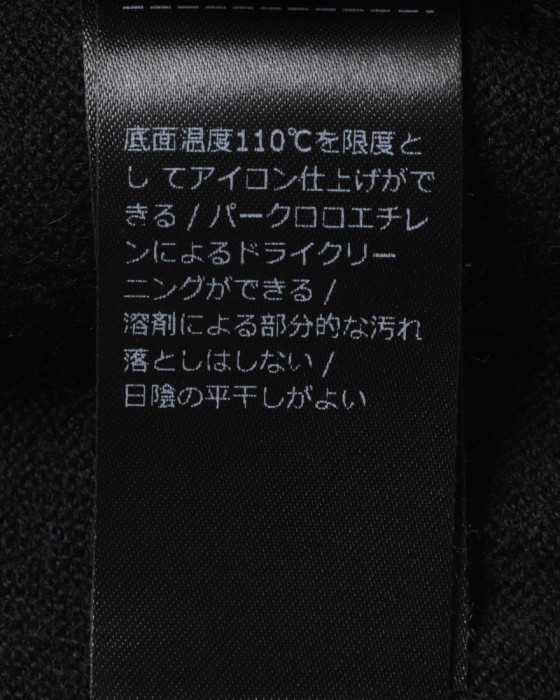 底面温度110℃を限度と
し てアイロン仕上げがで
きる / パークロロエチレ
ンによるドライクリー
ニングができる /
溶剤による部分的な汚れ
落としはしない /
日陰の平干しがよい